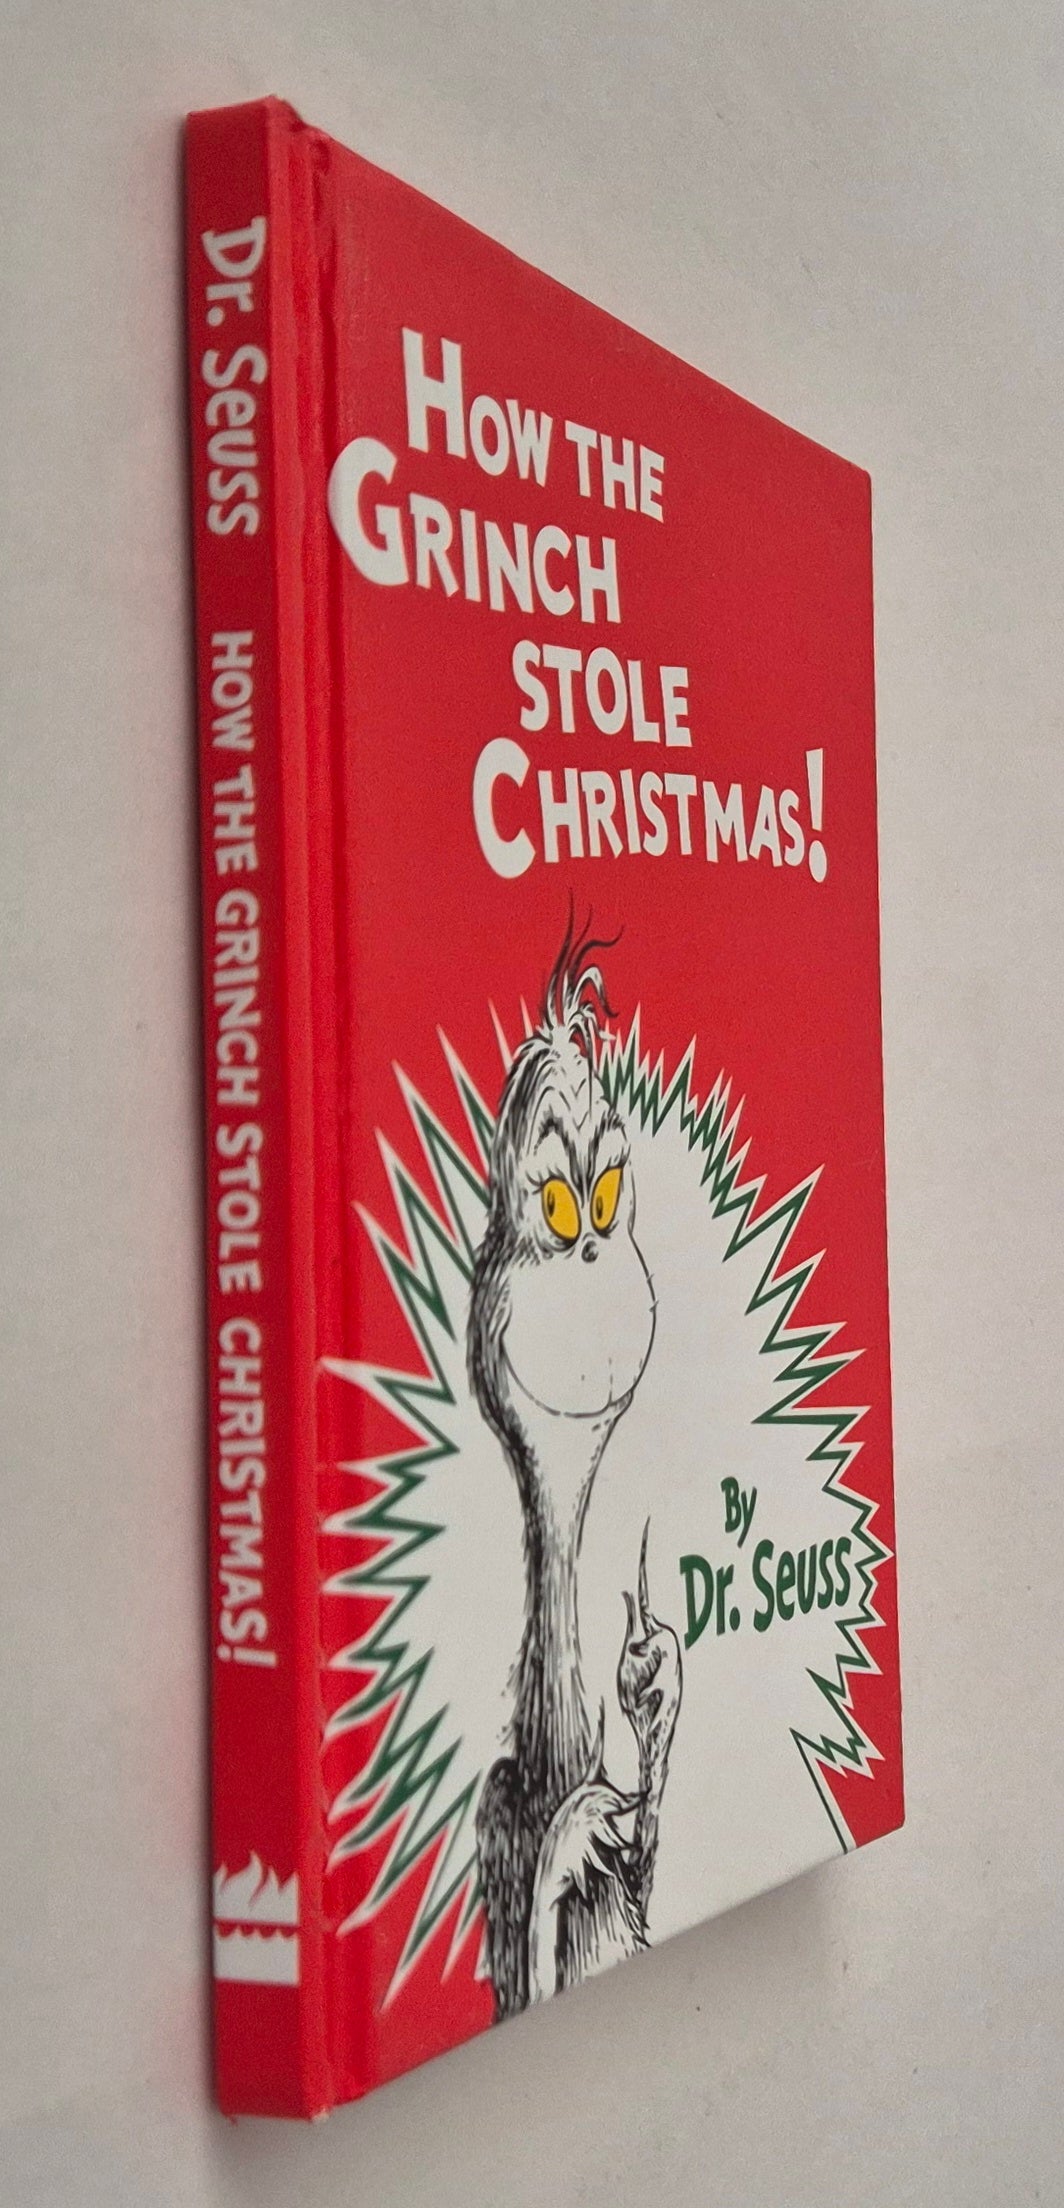 Dr. Seuss HOW THE GRINCH STOLE CHRISTMAS!
HOW THE
GRINCH
STOLE
CHRISTMAS!
By
Dr. Seuss